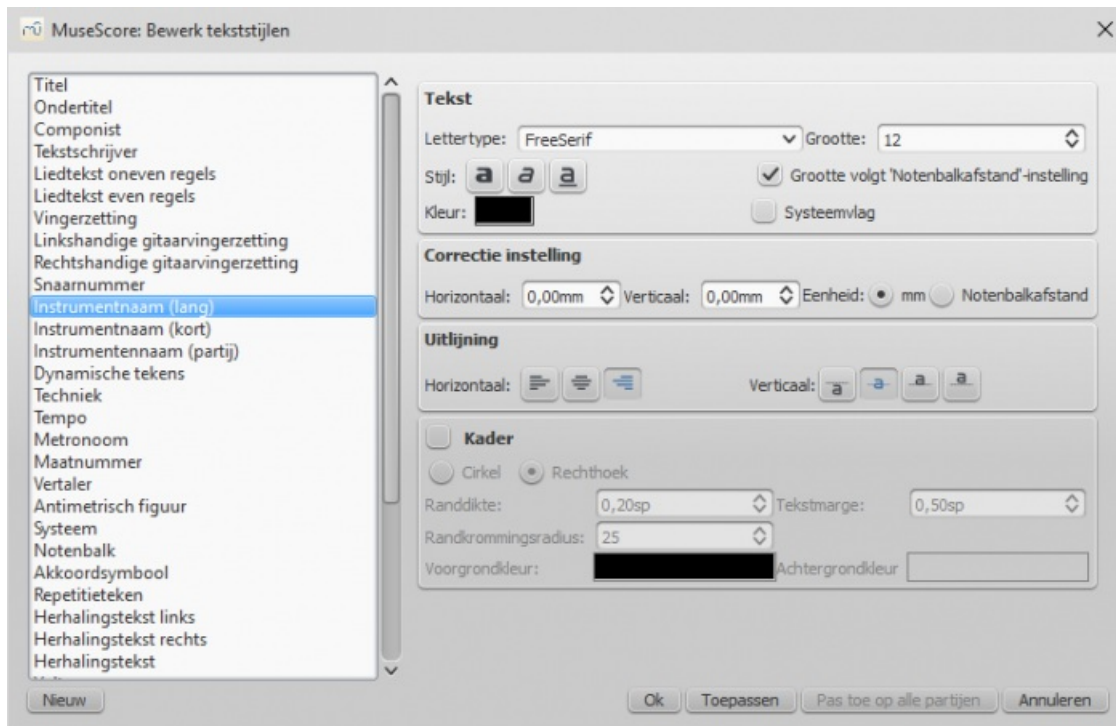 MuseScore: Bewerk tekststijlen
Titel
Ondertitel
Componist
Tekstschrijver
Liedtekst oneven regels
Liedtekst even regels
Vingerzetting
Linkshandige gitaarvingerzetting
Rechtshandige gitaarvingerzetting
Snaarnummer
Instrumentnaam (lang)
Instrumentnaam (kort)
Instrumentennaam (partij)
Dynamische tekens
Techniek
Tempo
Metronoom
Maatnummer
Vertaler
Antimetrisch figuur
Systeem
Notenbalk
Akkoordsymbool
Repetitieteken
Herhalingstekst links
Herhalingstekst rechts
Herhalingstekst
Nieuw
Tekst
Lettertype: FreeSerif Grootte: 12
Stijl: a a a Grootte volgt 'Notenbalkafstand'-instelling
Kleur: Systeemvlag
Correctie instelling
Horizontaal: 0,00mm Verticaal: 0,00mm Eenheid: mm Notenbalkafstand
Uitlijning
Horizontaal: Verticaal: a a a a
Kader
Cirkel Rechthoek
Randdikte: 0,20sp Tekstmarge: 0,50sp
Randkrommingsradius: 25
Voorgrondkleur: Achtergrondkleur
Ok Toepassen Pas toe op alle partijen Annuleren